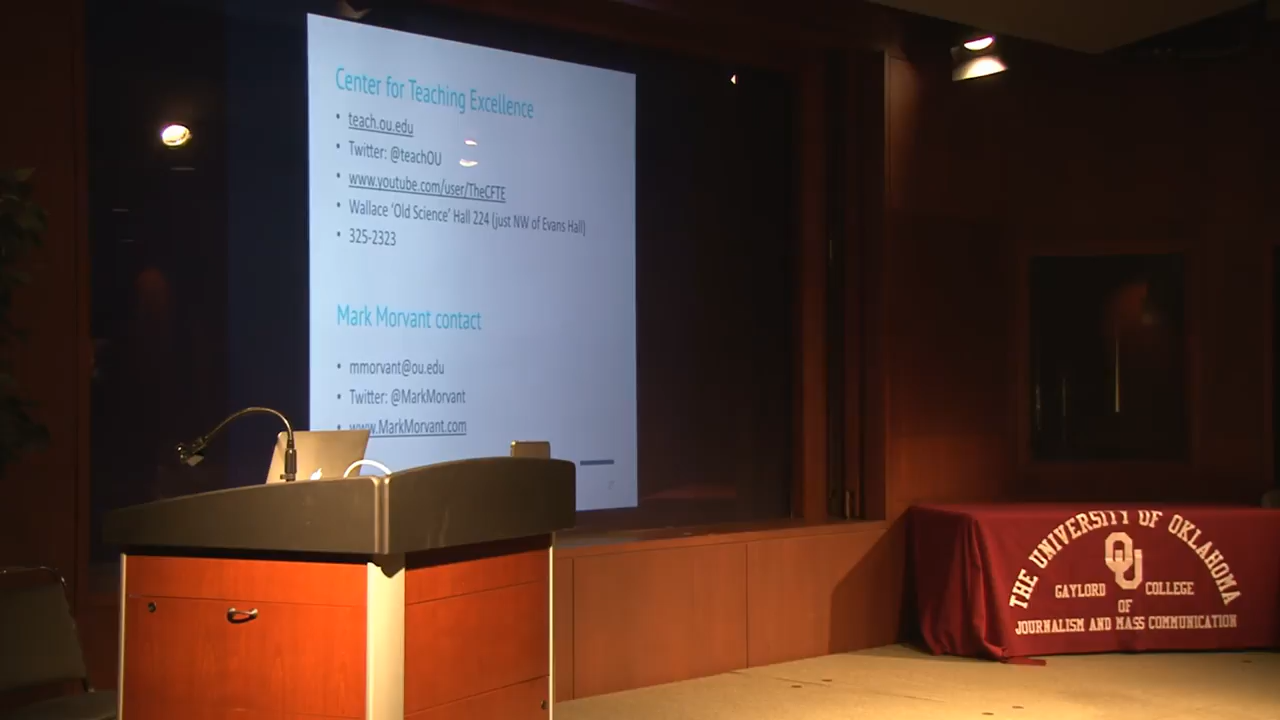 Center for Teaching Excellence
• teach.ou.edu
• Twitter: @teachOU
• www.youtube.com/user/TheCFTE
• Wallace 'Old Science' Hall 224 (just NW of Evans Hall)
• 325-2323
Mark Morvant contact
• mmorvant@ou.edu
• Twitter: @MarkMorvant
• www.MarkMorvant.com
THE UNIVERSITY OF OKLAHOMA
OU
GAYLORD COLLEGE
OF
JOURNALISM AND MASS COMMUNICATION